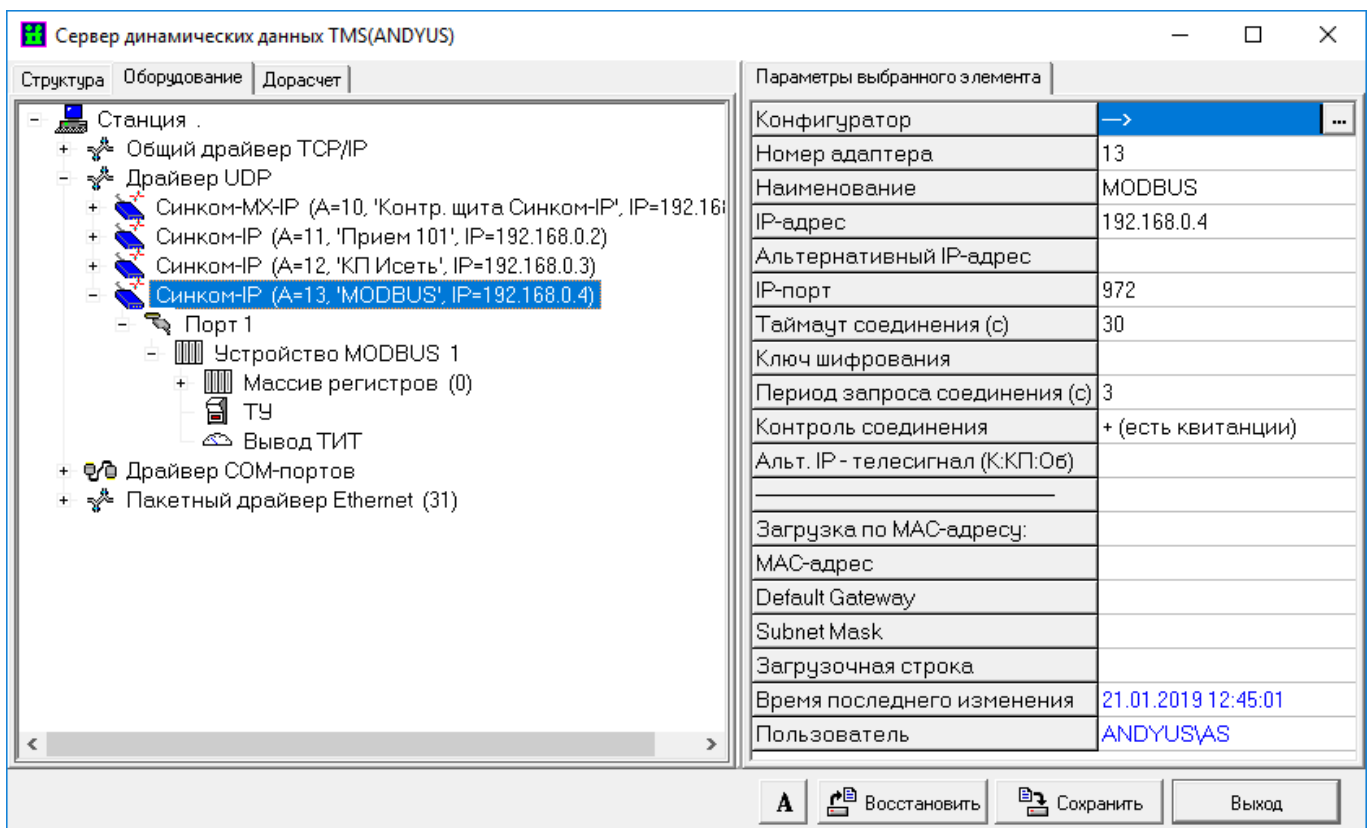 Сервер динамических данных TMS(ANDYUS)
Структура Оборудование Дорасчет
Станция .
Общий драйвер TCP/IP
Драйвер UDP
Синком-MX-IP (A=10, 'Контр. щита Синком-IP', IP=192.16
Синком-IP (A=11, 'Прием 101', IP=192.168.0.2)
Синком-IP (A=12, 'КП Исеть', IP=192.168.0.3)
Синком-IP (A=13, 'MODBUS', IP=192.168.0.4)
Порт 1
Устройство MODBUS 1
Массив регистров (0)
ТУ
Вывод ТИТ
Драйвер COM-портов
Пакетный драйвер Ethernet (31)
Параметры выбранного элемента
Конфигуратор —> ...
Номер адаптера 13
Наименование MODBUS
IP-адрес 192.168.0.4
Альтернативный IP-адрес
IP-порт 972
Таймаут соединения (с) 30
Ключ шифрования
Период запроса соединения (с) 3
Контроль соединения + (есть квитанции)
Альт. IP - телесигнал (К:КП:Об)
Загрузка по MAC-адресу:
MAC-адрес
Default Gateway
Subnet Mask
Загрузочная строка
Время последнего изменения 21.01.2019 12:45:01
Пользователь ANDYUS\AS
A Восстановить Сохранить Выход